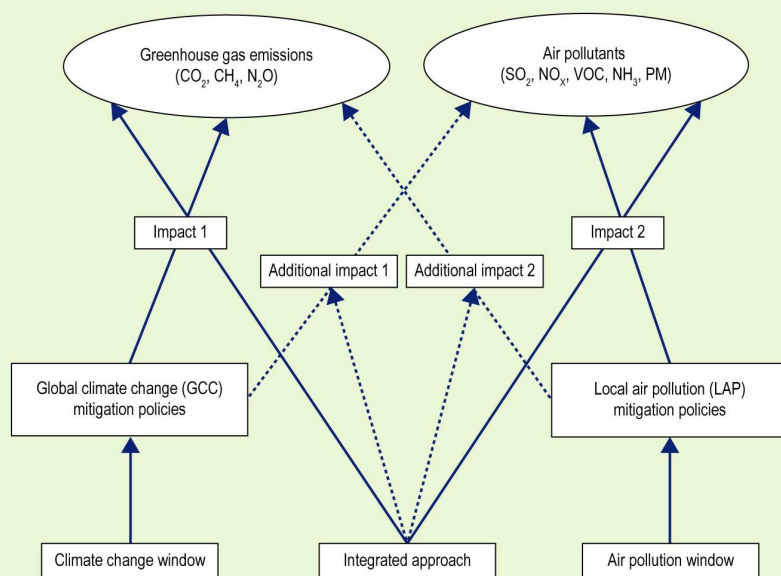 Greenhouse gas emissions
(CO₂, CH₄, N₂O)
Air pollutants
(SO₂, NOₓ, VOC, NH₃, PM)
Impact 1
Impact 2
Additional impact 1
Additional impact 2
Global climate change (GCC)
mitigation policies
Local air pollution (LAP)
mitigation policies
Climate change window
Integrated approach
Air pollution window